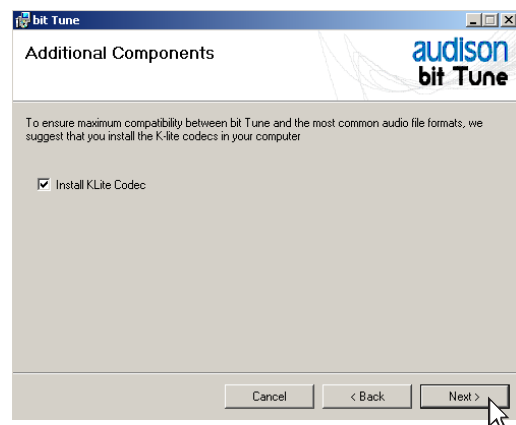 bit Tune
Additional Components
audison
bit Tune
To ensure maximum compatibility between bit Tune and the most common audio file formats, we
suggest that you install the K-lite codecs in your computer
Install KLite Codec
Cancel
< Back
Next >